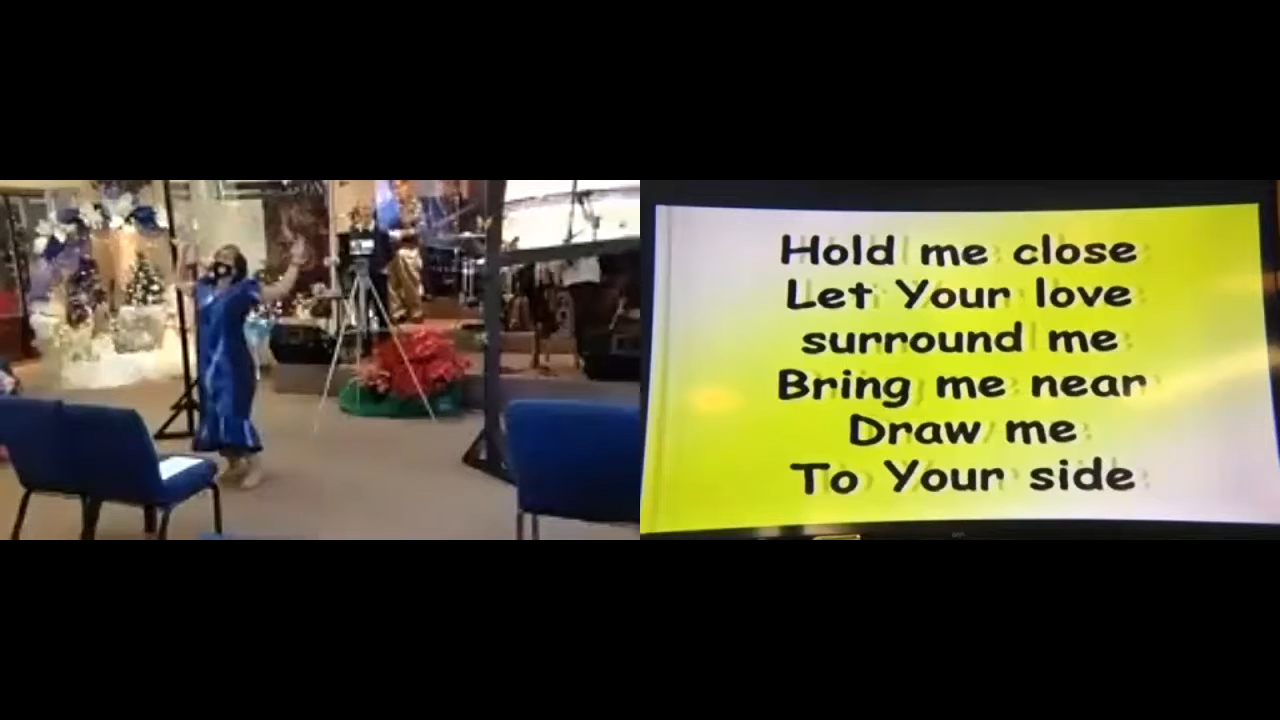 Hold me close
Let Your love
surround me
Bring me near
Draw me
To Your side